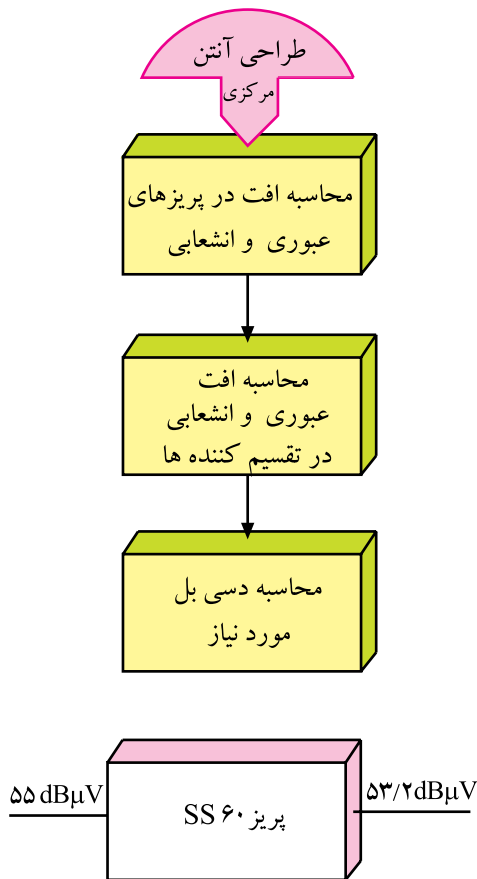 طراحی آنتن
مرکزی
محاسبه افت در پریزهای
عبوری و انشعابی
محاسبه افت
عبوری و انشعابی
در تقسیم کننده ها
محاسبه دسی بل
مورد نیاز
۵۵ dBµV
پریز SS ۶۰
۵۳/۲dBµV